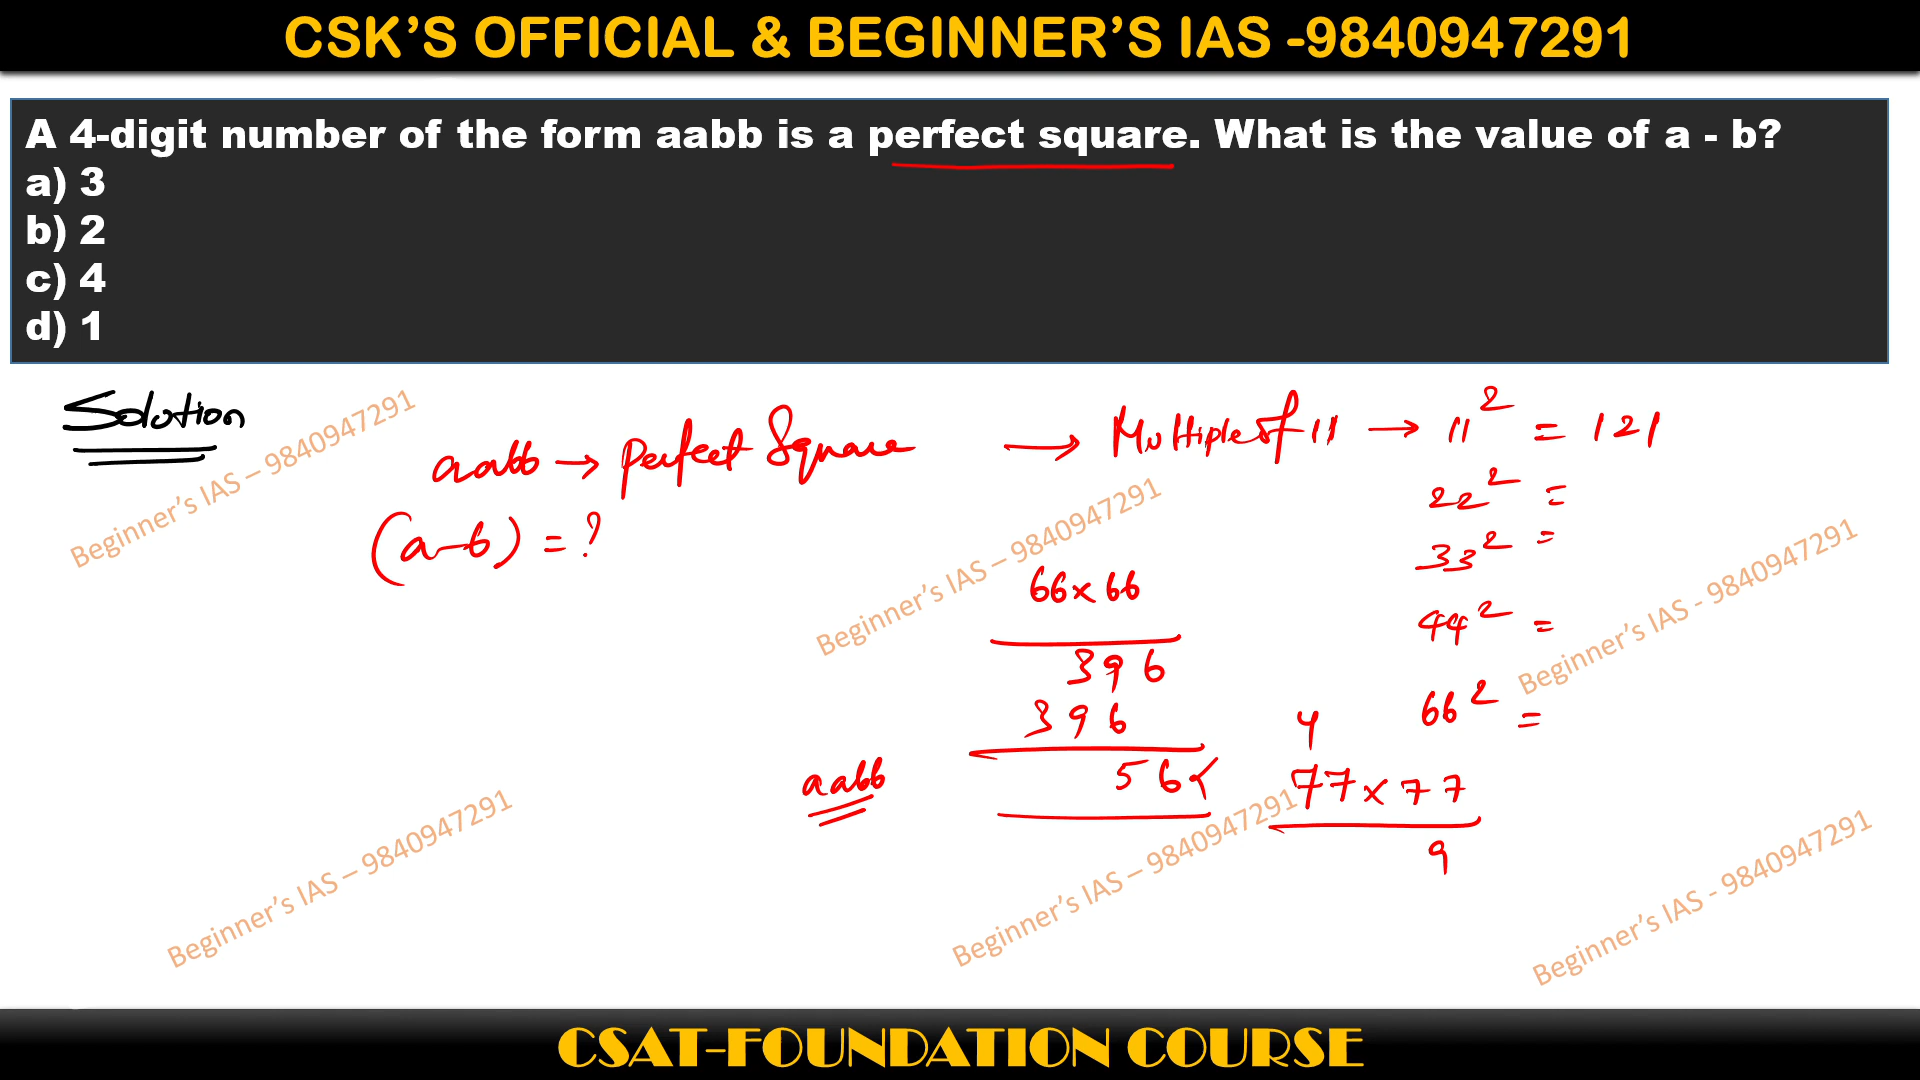 CSK’S OFFICIAL & BEGINNER’S IAS -9840947291
A 4-digit number of the form aabb is a perfect square. What is the value of a - b?
a) 3
b) 2
c) 4
d) 1
Solution
aabb → Perfect Square → Multiples of 11 → 11² = 121
22² =
33² =
44² =
66² =
(a-b) = ?
66×66
396
396
56
aabb
4
77×77
9
Beginner’s IAS – 9840947291
Beginner’s IAS – 9840947291
Beginner’s IAS - 9840947291
Beginner’s IAS – 9840947291
Beginner’s IAS – 9840947291
Beginner’s IAS - 9840947291
CSAT-FOUNDATION COURSE